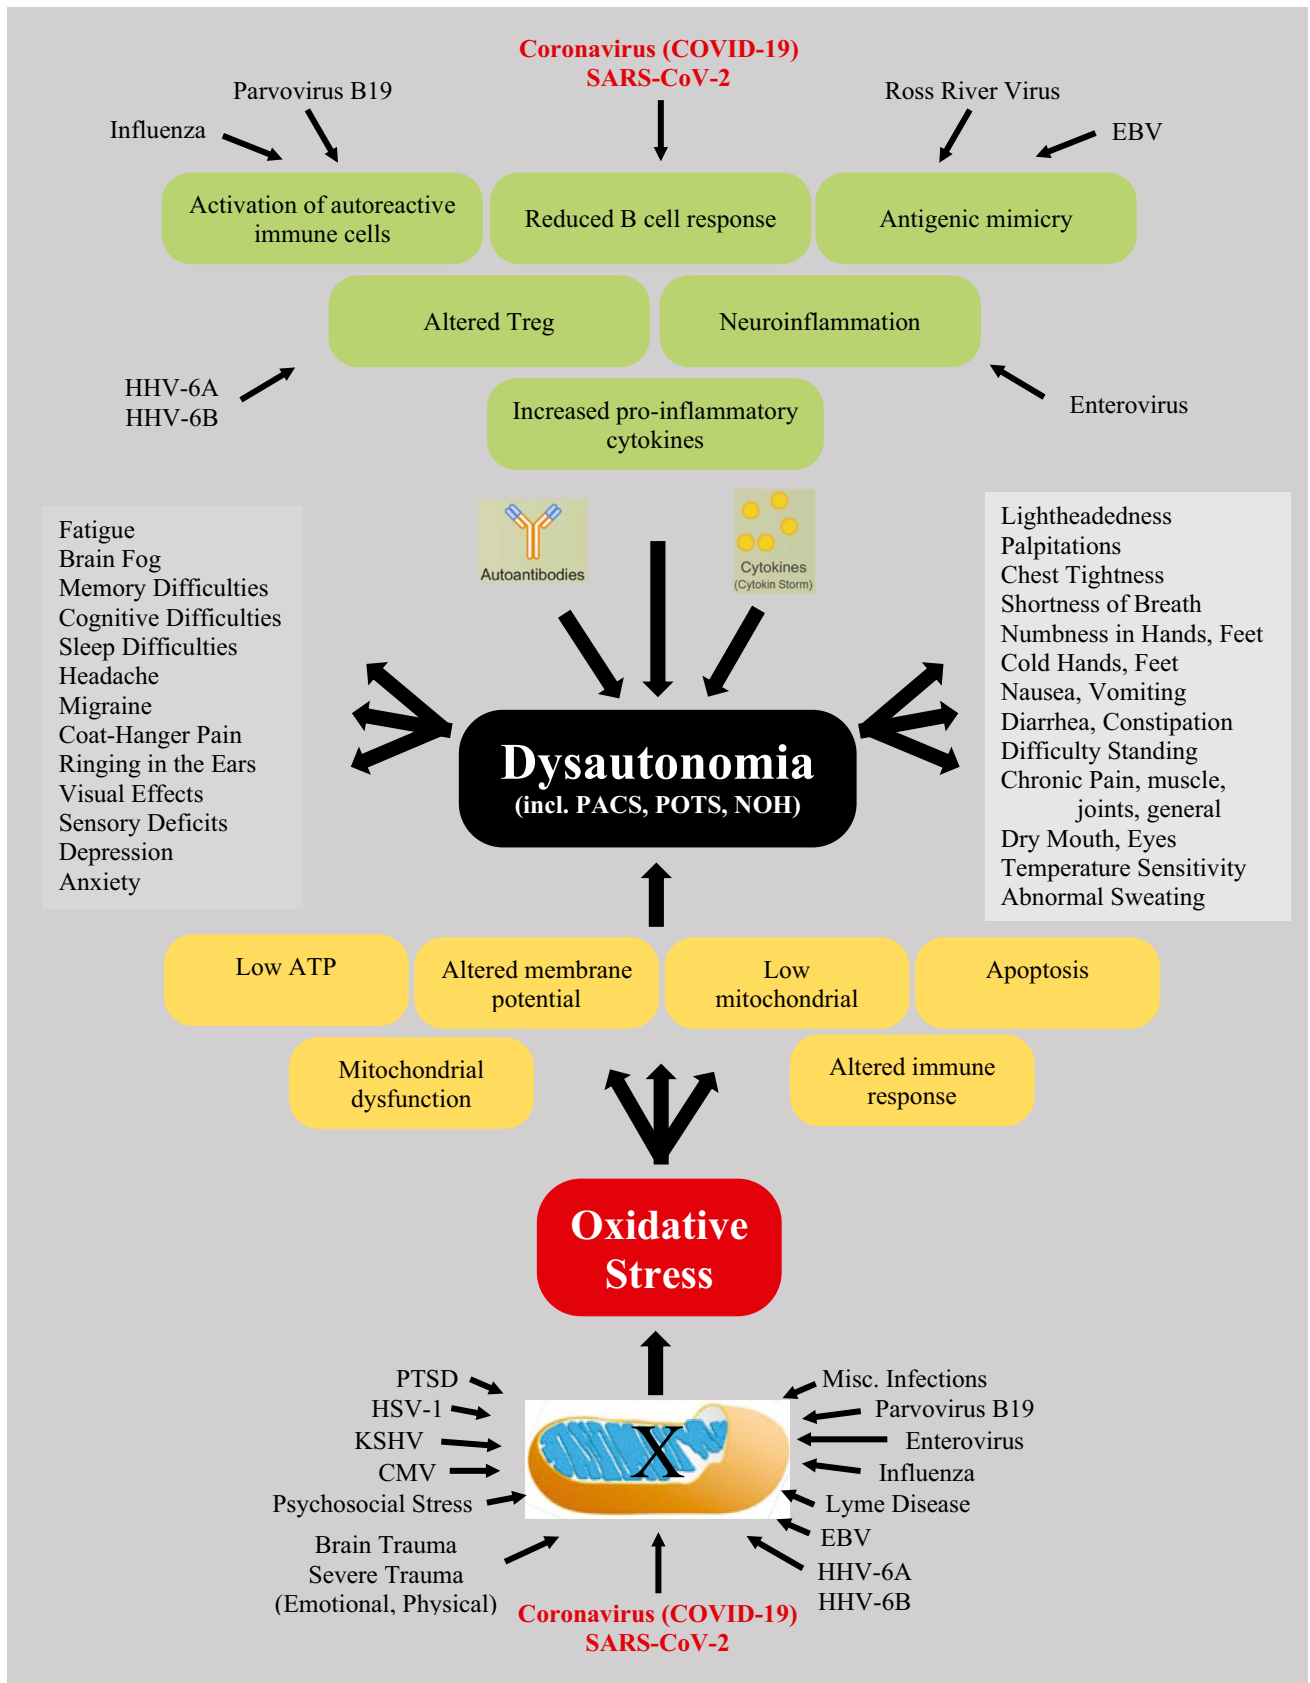 Coronavirus (COVID-19)
SARS-CoV-2
Parvovirus B19
Influenza
Ross River Virus
EBV
Activation of autoreactive
immune cells
Reduced B cell response
Antigenic mimicry
Altered Treg
Neuroinflammation
HHV-6A
HHV-6B
Increased pro-inflammatory
cytokines
Enterovirus
Autoantibodies
Cytokines
(Cytokin Storm)
Fatigue
Brain Fog
Memory Difficulties
Cognitive Difficulties
Sleep Difficulties
Headache
Migraine
Coat-Hanger Pain
Ringing in the Ears
Visual Effects
Sensory Deficits
Depression
Anxiety
Lightheadedness
Palpitations
Chest Tightness
Shortness of Breath
Numbness in Hands, Feet
Cold Hands, Feet
Nausea, Vomiting
Diarrhea, Constipation
Difficulty Standing
Chronic Pain, muscle,
joints, general
Dry Mouth, Eyes
Temperature Sensitivity
Abnormal Sweating
Dysautonomia
(incl. PACS, POTS, NOH)
Low ATP
Altered membrane
potential
Low
mitochondrial
Apoptosis
Mitochondrial
dysfunction
Altered immune
response
Oxidative
Stress
PTSD
HSV-1
KSHV
CMV
Psychosocial Stress
Brain Trauma
Severe Trauma
(Emotional, Physical)
X
Misc. Infections
Parvovirus B19
Enterovirus
Influenza
Lyme Disease
EBV
HHV-6A
HHV-6B
Coronavirus (COVID-19)
SARS-CoV-2